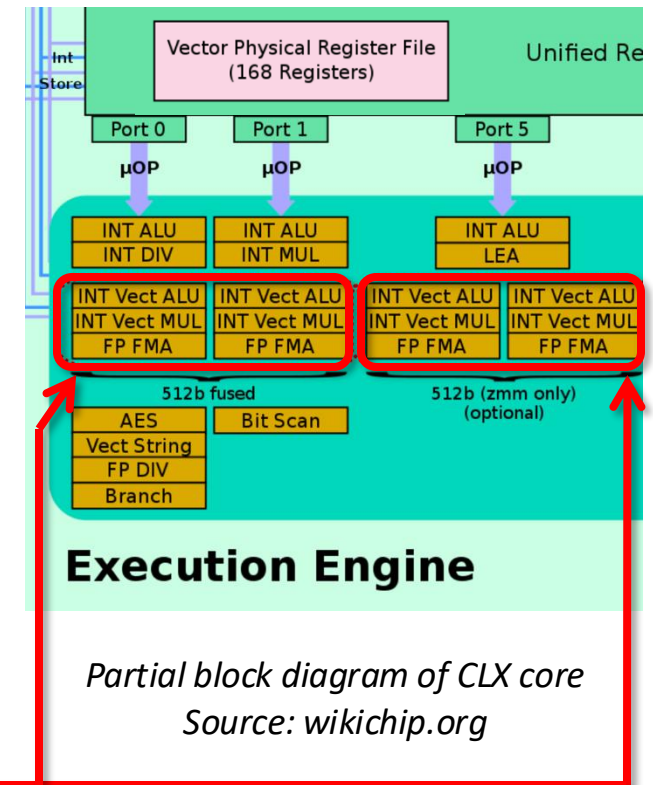 Int
Store
Vector Physical Register File
(168 Registers)
Unified Re
Port 0
Port 1
Port 5
μOP
μOP
μOP
INT ALU
INT DIV
INT ALU
INT MUL
INT ALU
LEA
INT Vect ALU
INT Vect MUL
FP FMA
INT Vect ALU
INT Vect MUL
FP FMA
INT Vect ALU
INT Vect MUL
FP FMA
INT Vect ALU
INT Vect MUL
FP FMA
512b fused
512b (zmm only)
(optional)
AES
Vect String
FP DIV
Branch
Bit Scan
Execution Engine
Partial block diagram of CLX core
Source: wikichip.org